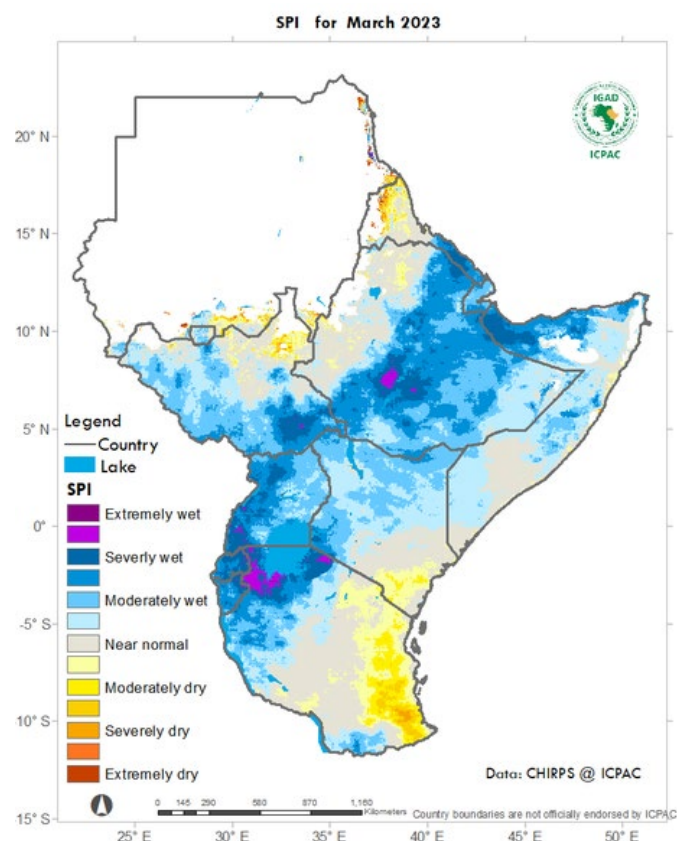 SPI for March 2023
IGAD
ICPAC
20° N
15° N
10° N
5° N
0°
-5° S
10° S
15° S
Legend
Country
Lake
SPI
Extremely wet
Severly wet
Moderately wet
Near normal
Moderately dry
Severely dry
Extremely dry
Data: CHIRPS @ ICPAC
0 145 290 580 870 1,160
Kilometers
Country boundaries are not officially endorsed by ICPAC
25° E 30° E 35° E 40° E 45° E 50° E